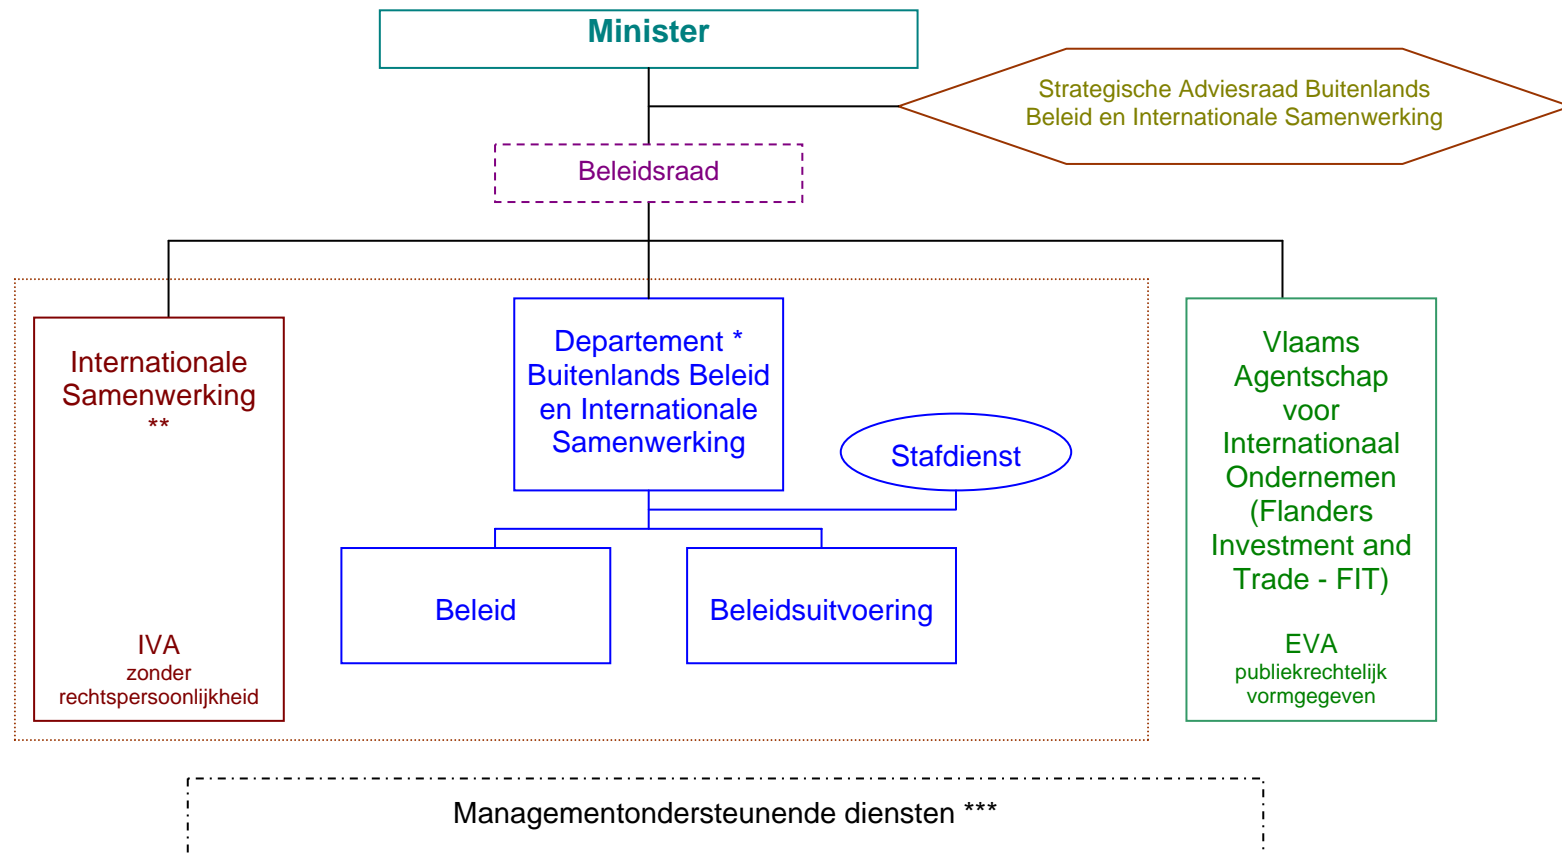 Minister
Strategische Adviesraad Buitenlands
Beleid en Internationale Samenwerking
Beleidsraad
Internationale
Samenwerking
**
IVA
zonder
rechtspersoonlijkheid
Departement *
Buitenlands Beleid
en Internationale
Samenwerking
Stafdienst
Beleid
Beleidsuitvoering
Vlaams
Agentschap
voor
Internationaal
Ondernemen
(Flanders
Investment and
Trade - FIT)
EVA
publiekrechtelijk
vormgegeven
Managementondersteunende diensten ***